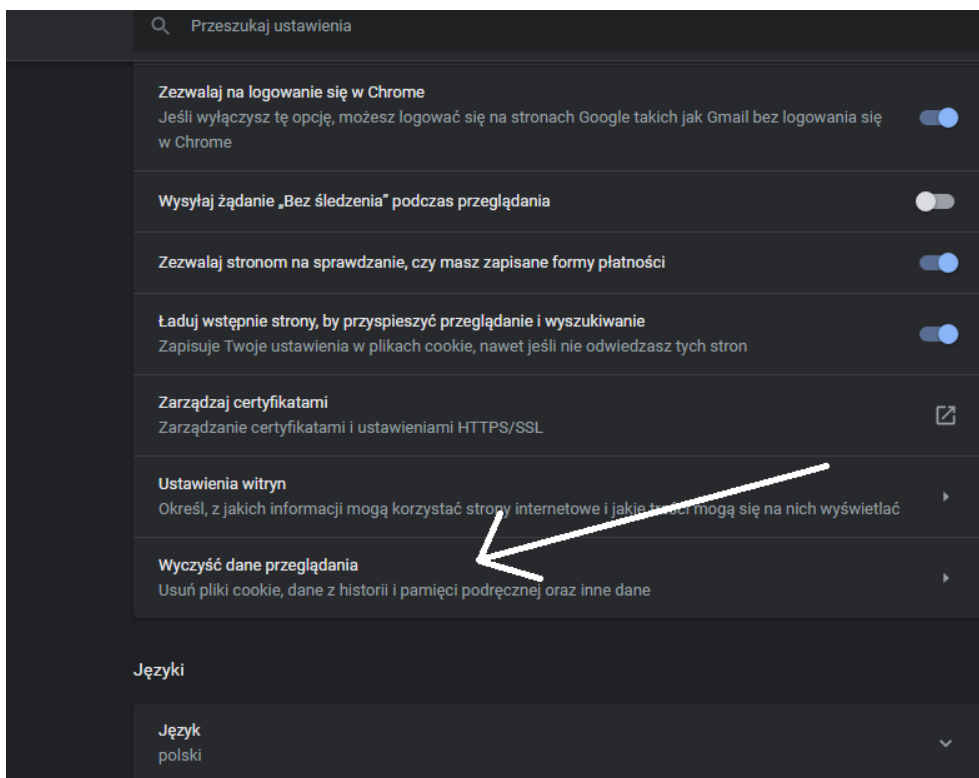 Przeszukaj ustawienia
Zezwalaj na logowanie się w Chrome
Jeśli wyłączysz tę opcję, możesz logować się na stronach Google takich jak Gmail bez logowania się
w Chrome
Wysyłaj żądanie „Bez śledzenia” podczas przeglądania
Zezwalaj stronom na sprawdzanie, czy masz zapisane formy płatności
Ładuj wstępnie strony, by przyspieszyć przeglądanie i wyszukiwanie
Zapisuje Twoje ustawienia w plikach cookie, nawet jeśli nie odwiedzasz tych stron
Zarządzaj certyfikatami
Zarządzanie certyfikatami i ustawieniami HTTPS/SSL
Ustawienia witryn
Określ, z jakich informacji mogą korzystać strony internetowe i jakie treści mogą się na nich wyświetlać
Wyczyść dane przeglądania
Usuń pliki cookie, dane z historii i pamięci podręcznej oraz inne dane
Języki
Język
polski